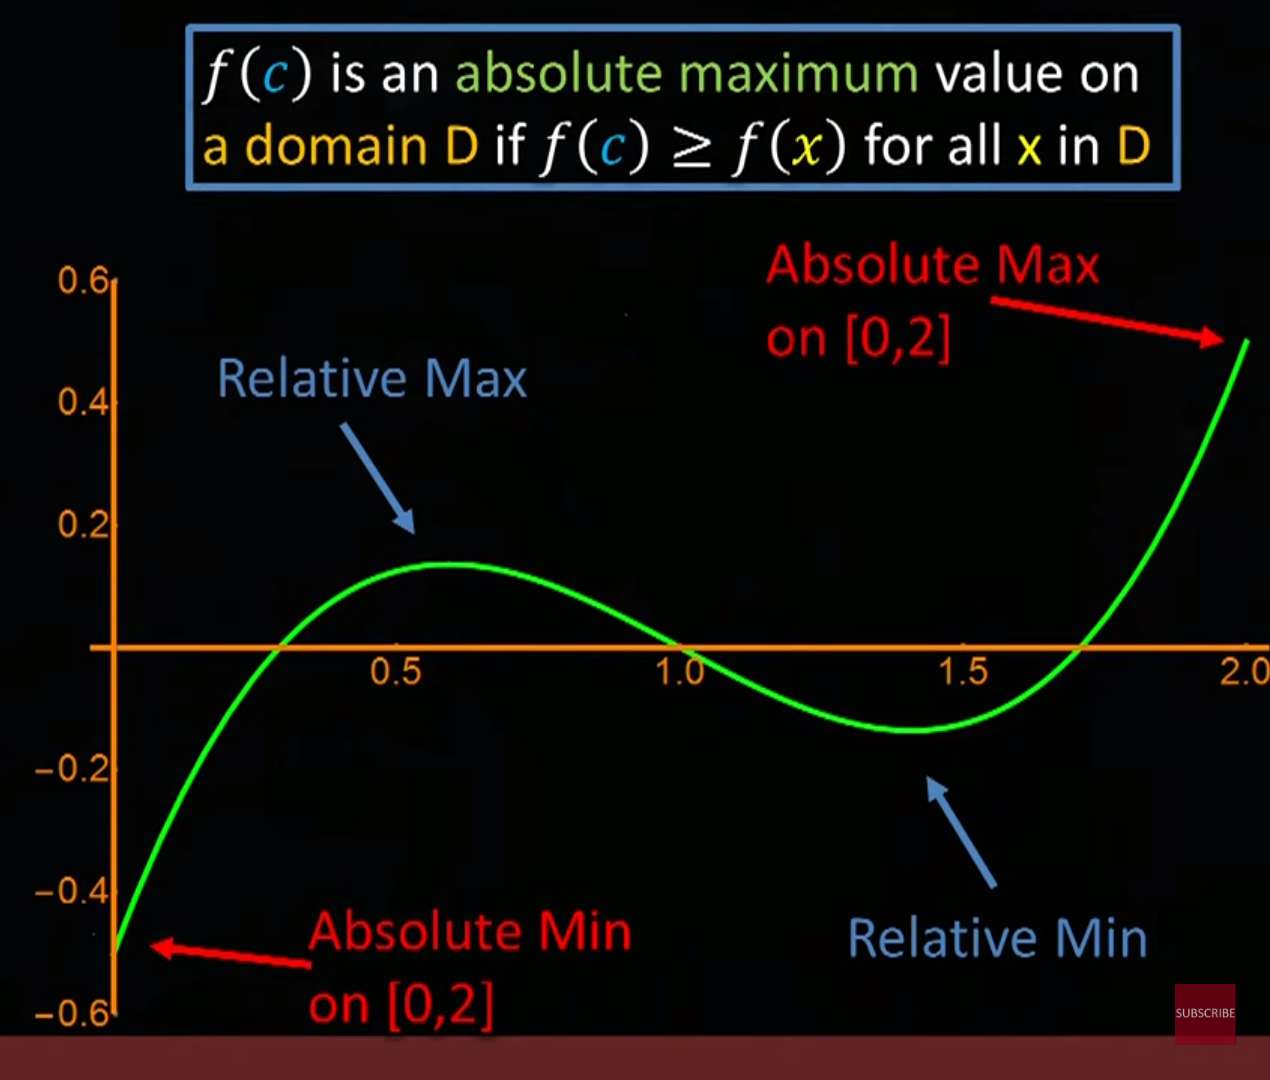 f(c) is an absolute maximum value on
a domain D if f(c) ≥ f(x) for all x in D
Absolute Max
on [0,2]
Relative Max
0.6
0.4
0.2
0.5
1.0
1.5
2.0
−0.2
−0.4
−0.6
Absolute Min
on [0,2]
Relative Min
SUBSCRIBE